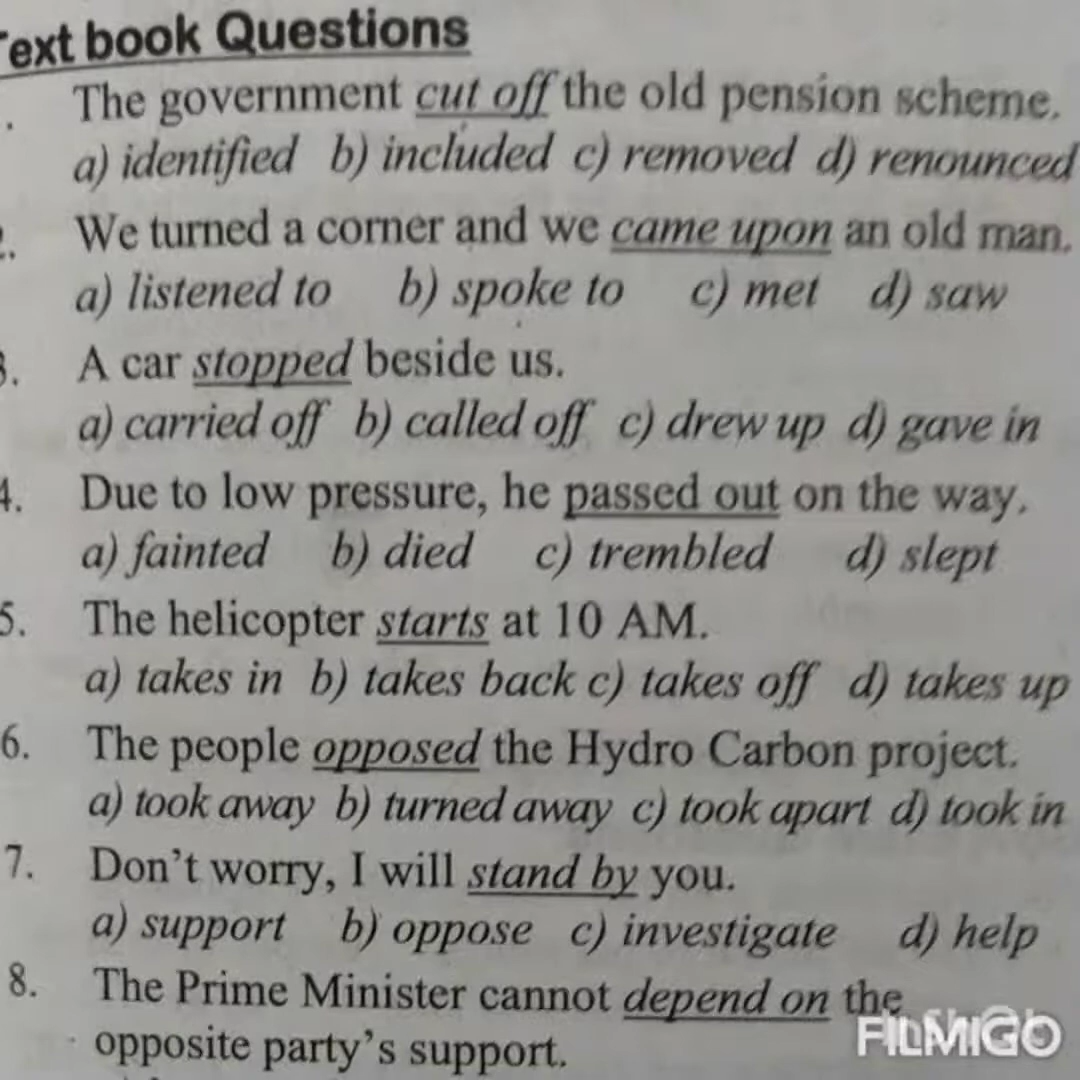 Text book Questions
. The government cut off the old pension scheme.
a) identified b) included c) removed d) renounced
2. We turned a corner and we came upon an old man.
a) listened to b) spoke to c) met d) saw
3. A car stopped beside us.
a) carried off b) called off c) drew up d) gave in
4. Due to low pressure, he passed out on the way.
a) fainted b) died c) trembled d) slept
5. The helicopter starts at 10 AM.
a) takes in b) takes back c) takes off d) takes up
6. The people opposed the Hydro Carbon project.
a) took away b) turned away c) took apart d) took in
7. Don't worry, I will stand by you.
a) support b) oppose c) investigate d) help
8. The Prime Minister cannot depend on the
opposite party's support.
FILMIGO